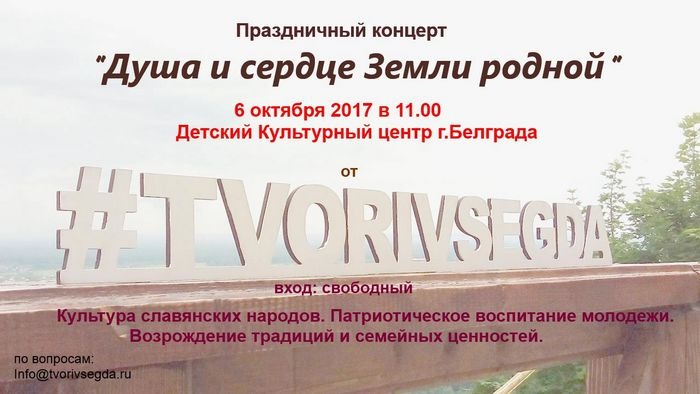 Праздничный концерт
"Душа и сердце Земли родной"
6 октября 2017 в 11.00
Детский Культурный центр г.Белграда
от
#TVORIVSEGDA
вход: свободный
Культура славянских народов. Патриотическое воспитание молодежи.
Возрождение традиций и семейных ценностей.
по вопросам:
Info@tvorivsegda.ru